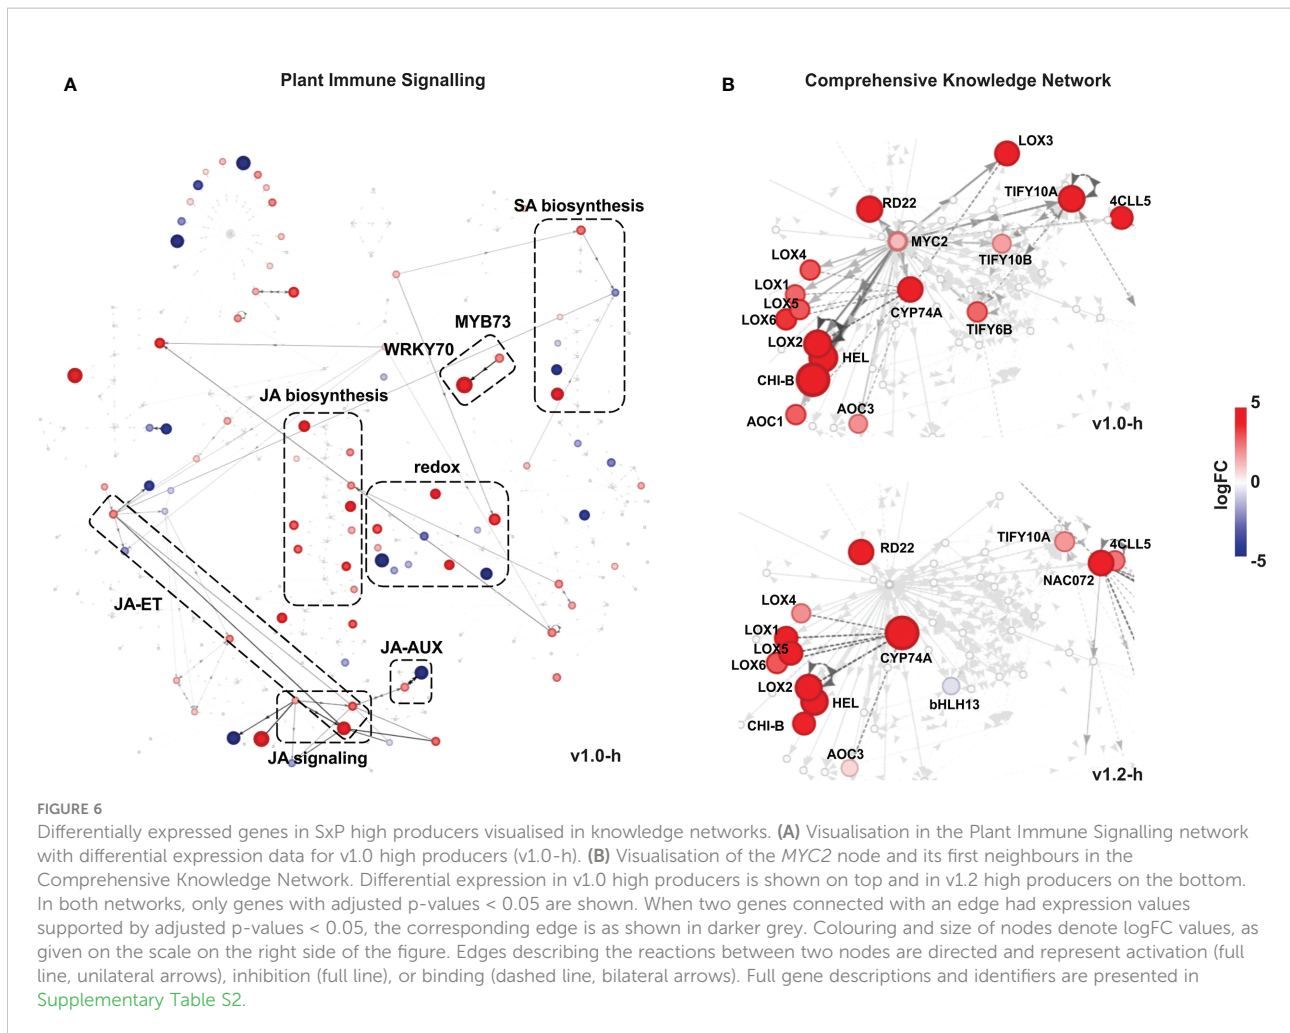 A
Plant Immune Signalling
SA biosynthesis
MYB73
WRKY70
JA biosynthesis
redox
JA-ET
JA-AUX
JA signaling
v1.0-h
B
Comprehensive Knowledge Network
LOX3
TIFY10A
4CLL5
RD22
MYC2
TIFY10B
LOX4
LOX1
LOX5
LOX6
CYP74A
TIFY6B
LOX2
HEL
CHI-B
AOC1
AOC3
v1.0-h
TIFY10A
4CLL5
RD22
NAC072
LOX4
LOX1
LOX5
LOX6
CYP74A
LOX2
HEL
bHLH13
CHI-B
AOC3
v1.2-h
5
0
-5
logFC
FIGURE 6
Differentially expressed genes in SxP high producers visualised in knowledge networks. (A) Visualisation in the Plant Immune Signalling network
with differential expression data for v1.0 high producers (v1.0-h). (B) Visualisation of the MYC2 node and its first neighbours in the
Comprehensive Knowledge Network. Differential expression in v1.0 high producers is shown on top and in v1.2 high producers on the bottom.
In both networks, only genes with adjusted p-values < 0.05 are shown. When two genes connected with an edge had expression values
supported by adjusted p-values < 0.05, the corresponding edge is as shown in darker grey. Colouring and size of nodes denote logFC values, as
given on the scale on the right side of the figure. Edges describing the reactions between two nodes are directed and represent activation (full
line, unilateral arrows), inhibition (full line), or binding (dashed line, bilateral arrows). Full gene descriptions and identifiers are presented in
Supplementary Table S2.